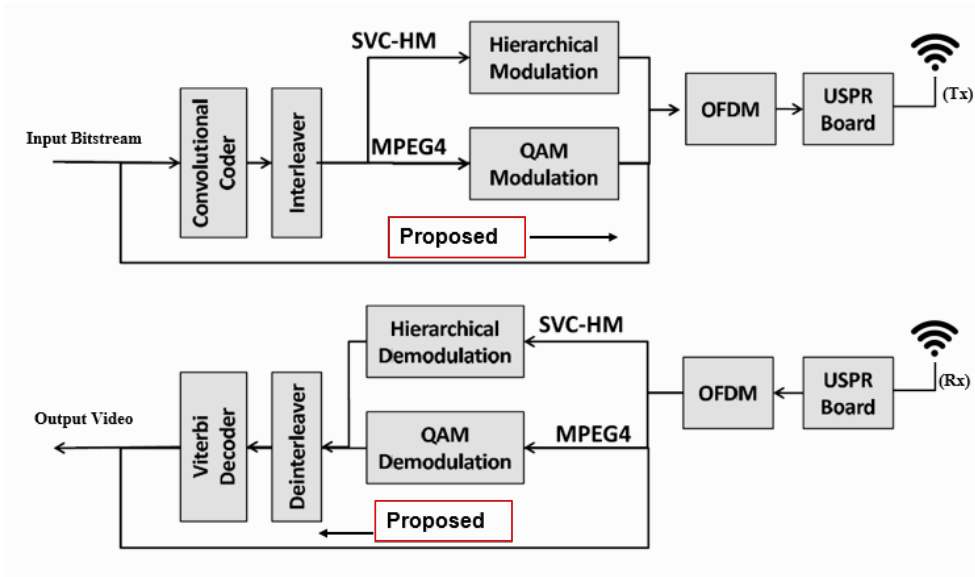 SVC-HM
Hierarchical
Modulation
(Tx)
OFDM
USPR
Board
Input Bitstream
Convolutional
Coder
Interleaver
MPEG4
QAM
Modulation
Proposed
Hierarchical
Demodulation
SVC-HM
(Rx)
OFDM
USPR
Board
Output Video
Viterbi
Decoder
Deinterleaver
QAM
Demodulation
MPEG4
Proposed